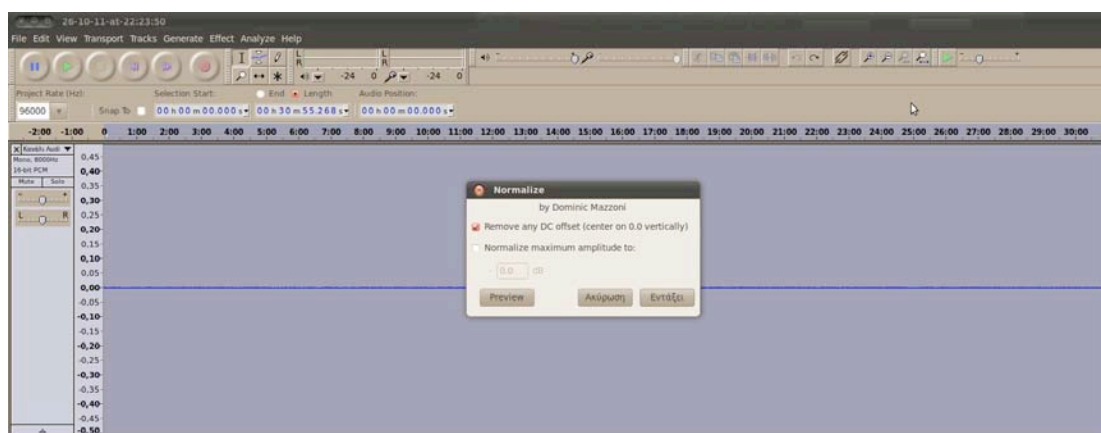 26-10-11-at-22:23:50
File Edit View Transport Tracks Generate Effect Analyze Help
L
R
-24 0
L
R
-24 0
Project Rate (Hz): Selection Start: End Length Audio Position:
96000 Snap To 00 h 00 m 00.000 s 00 h 30 m 55.268 s 00 h 00 m 00.000 s
-2:00 -1:00 0 1:00 2:00 3:00 4:00 5:00 6:00 7:00 8:00 9:00 10:00 11:00 12:00 13:00 14:00 15:00 16:00 17:00 18:00 19:00 20:00 21:00 22:00 23:00 24:00 25:00 26:00 27:00 28:00 29:00 30:00
X
Mono, 8000Hz
16-bit PCM
Mute Solo
- +
L R
0,45
0,40
0,35
0,30
0,25
0,20
0,15
0,10
0,05
0,00
-0,05
-0,10
-0,15
-0,20
-0,25
-0,30
-0,35
-0,40
-0,45
-0,50
Normalize
by Dominic Mazzoni
Remove any DC offset (center on 0.0 vertically)
Normalize maximum amplitude to:
- 0.0 dB
Preview Ακύρωση Εντάξει